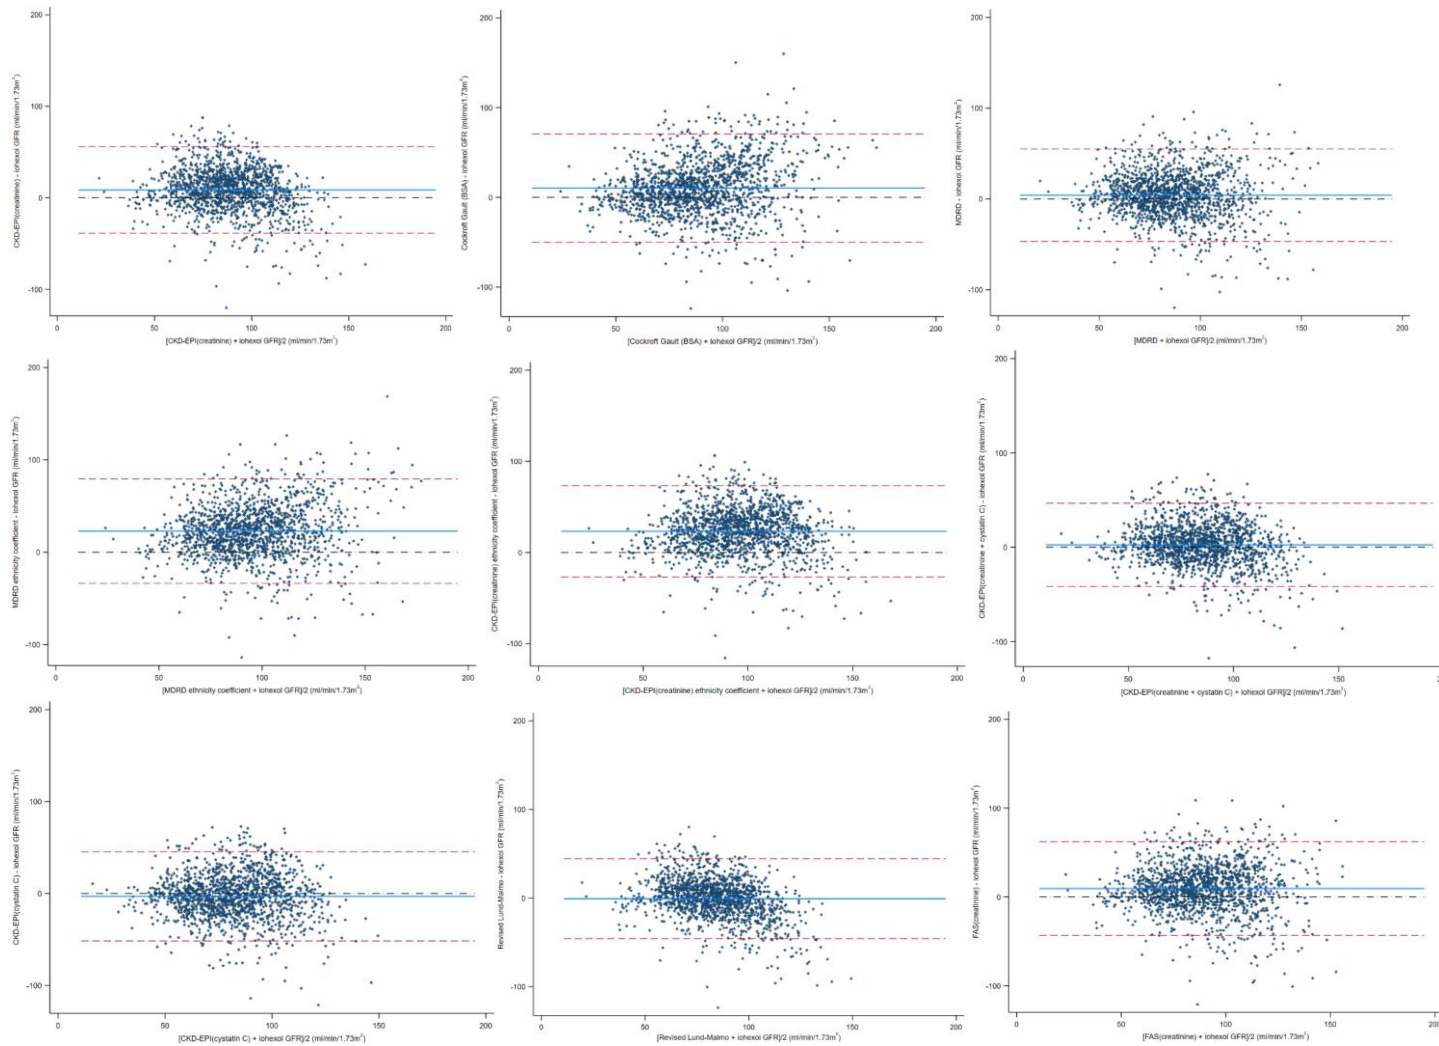 200
100
0
-100
CKD-EPI(creatinine) - iohexol GFR (ml/min/1.73m²)
0 50 100 150 200
[CKD-EPI(creatinine) + iohexol GFR]/2 (ml/min/1.73m²)
200
100
0
-100
Cockroft Gault (BSA) - iohexol GFR (ml/min/1.73m²)
0 50 100 150 200
[Cockroft Gault (BSA) + iohexol GFR]/2 (ml/min/1.73m²)
200
100
0
-100
MDRD - iohexol GFR (ml/min/1.73m²)
0 50 100 150 200
[MDRD + iohexol GFR]/2 (ml/min/1.73m²)
200
100
0
-100
MDRD ethnicity coefficient - iohexol GFR (ml/min/1.73m²)
0 50 100 150 200
[MDRD ethnicity coefficient + iohexol GFR]/2 (ml/min/1.73m²)
200
100
0
-100
CKD-EPI(creatinine) ethnicity coefficient - iohexol GFR (ml/min/1.73m²)
0 50 100 150 200
[CKD-EPI(creatinine) ethnicity coefficient + iohexol GFR]/2 (ml/min/1.73m²)
200
100
0
-100
CKD-EPI(creatinine + cystatin C) - iohexol GFR (ml/min/1.73m²)
0 50 100 150
[CKD-EPI(creatinine + cystatin C) + iohexol GFR]/2 (ml/min/1.73m²)
200
100
0
-100
CKD-EPI(cystatin C) - iohexol GFR (ml/min/1.73m²)
0 50 100 150 200
[CKD-EPI(cystatin C) + iohexol GFR]/2 (ml/min/1.73m²)
200
100
0
-100
Revised Lund-Malmo - iohexol GFR (ml/min/1.73m²)
0 50 100 150 200
[Revised Lund-Malmo + iohexol GFR]/2 (ml/min/1.73m²)
200
100
0
-100
FAS(creatinine) - iohexol GFR (ml/min/1.73m²)
0 50 100 150 200
[FAS(creatinine) + iohexol GFR]/2 (ml/min/1.73m²)